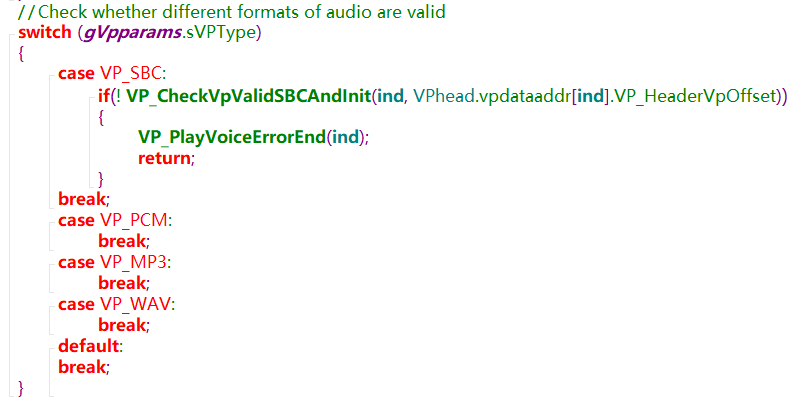 //Check whether different formats of audio are valid
switch (gVpparams.sVPType)
{
case VP_SBC:
if(! VP_CheckVpValidSBCAndInit(ind, VPhead.vpdataaddr[ind].VP_HeaderVpOffset))
{
VP_PlayVoiceErrorEnd(ind);
return;
}
break;
case VP_PCM:
break;
case VP_MP3:
break;
case VP_WAV:
break;
default:
break;
}